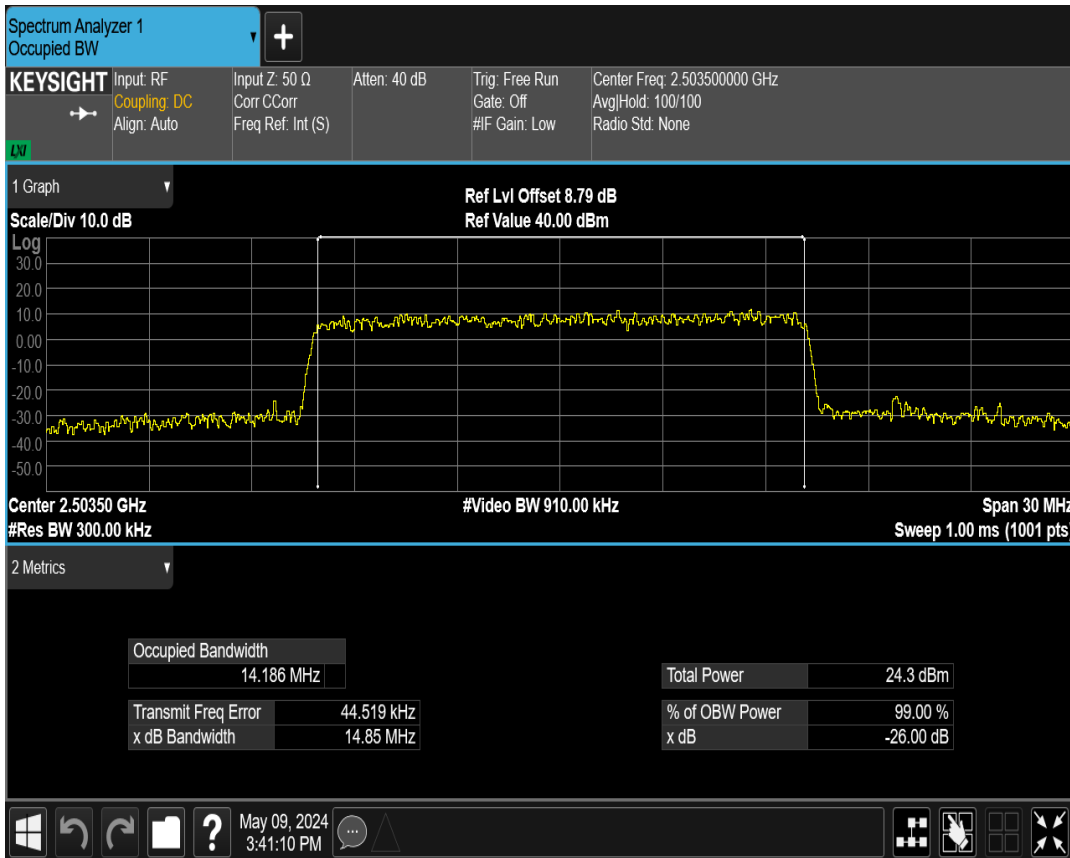 Spectrum Analyzer 1
Occupied BW
KEYSIGHT
LXI
Input: RF
Coupling: DC
Align: Auto
Input Z: 50 Ω
Corr CCorr
Freq Ref: Int (S)
Atten: 40 dB
Trig: Free Run
Gate: Off
#IF Gain: Low
Center Freq: 2.503500000 GHz
Avg|Hold: 100/100
Radio Std: None
1 Graph
Scale/Div 10.0 dB
Ref Lvl Offset 8.79 dB
Ref Value 40.00 dBm
Log
30.0
20.0
10.0
0.00
-10.0
-20.0
-30.0
-40.0
-50.0
Center 2.50350 GHz
#Res BW 300.00 kHz
#Video BW 910.00 kHz
Span 30 MHz
Sweep 1.00 ms (1001 pts)
2 Metrics
Occupied Bandwidth
14.186 MHz
Transmit Freq Error 44.519 kHz
x dB Bandwidth 14.85 MHz
Total Power 24.3 dBm
% of OBW Power 99.00 %
x dB -26.00 dB
?
May 09, 2024
3:41:10 PM